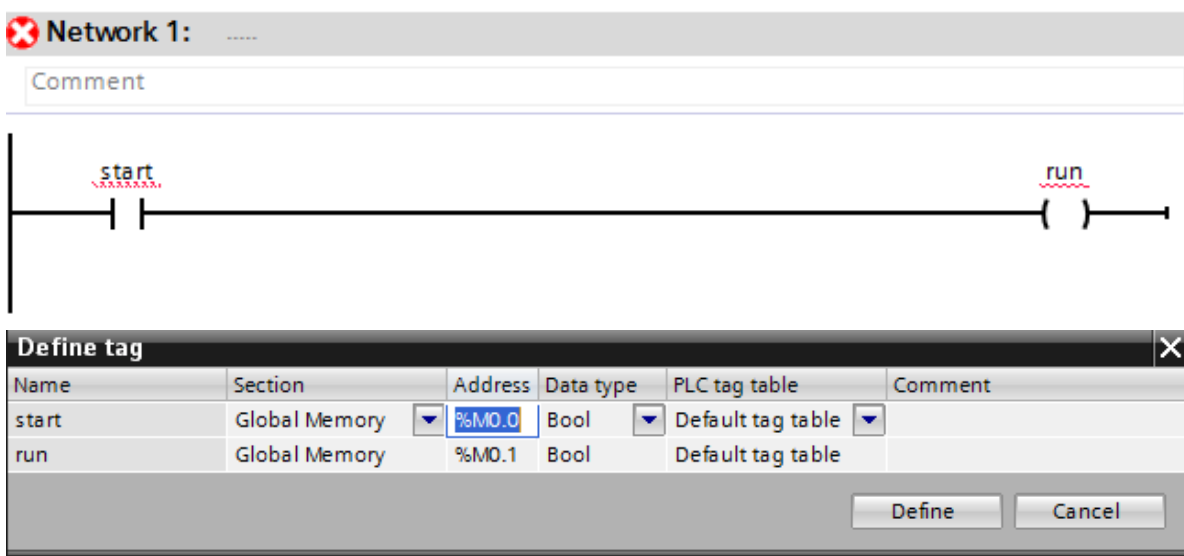 Network 1: .....
Comment
start run
Define tag
Name Section Address Data type PLC tag table Comment
start Global Memory %M0.0 Bool Default tag table
run Global Memory %M0.1 Bool Default tag table
Define Cancel